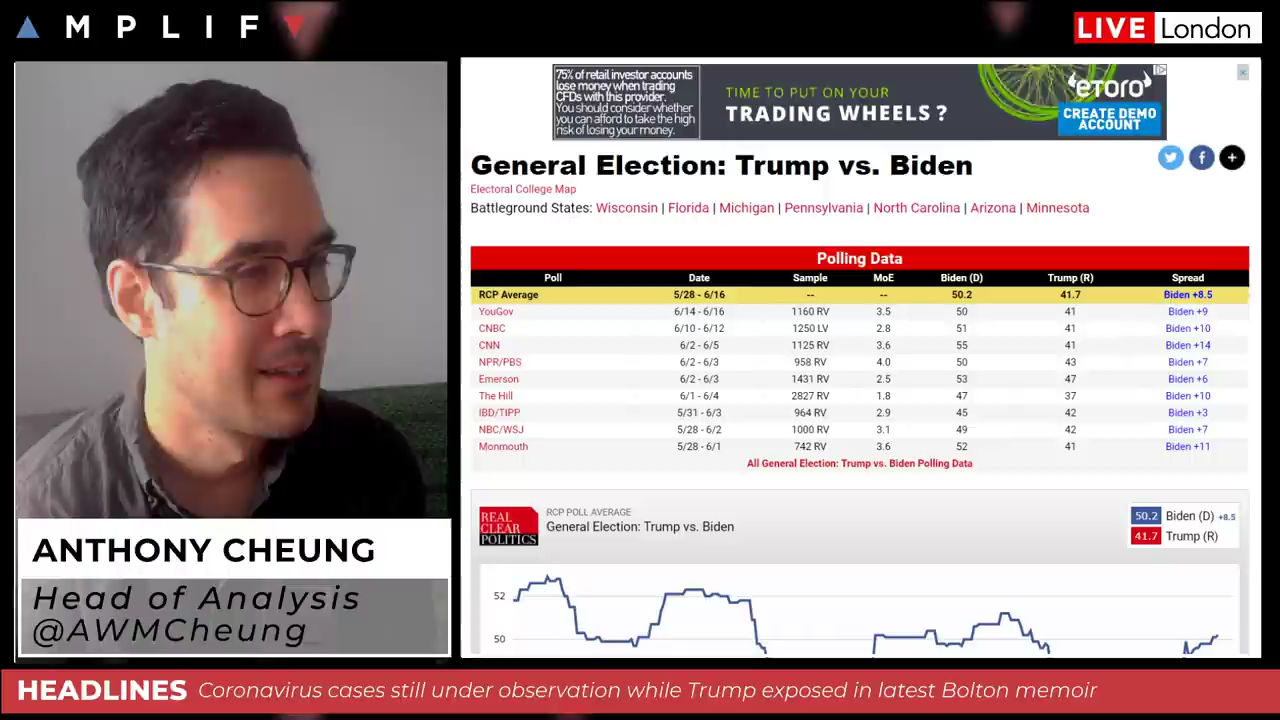 AMPLIFY
LIVE London
75% of retail investor accounts
lose money when trading
CFDs with this provider.
You should consider whether
you can afford to take the high
risk of losing your money.
TIME TO PUT ON YOUR
TRADING WHEELS ?
eToro
CREATE DEMO
ACCOUNT
General Election: Trump vs. Biden
Electoral College Map
Battleground States: Wisconsin | Florida | Michigan | Pennsylvania | North Carolina | Arizona | Minnesota
Polling Data
Poll Date Sample MoE Biden (D) Trump (R) Spread
RCP Average 5/28 - 6/16 -- -- 50.2 41.7 Biden +8.5
YouGov 6/14 - 6/16 1160 RV 3.5 50 41 Biden +9
CNBC 6/10 - 6/12 1250 LV 2.8 51 41 Biden +10
CNN 6/2 - 6/5 1125 RV 3.6 55 41 Biden +14
NPR/PBS 6/2 - 6/3 958 RV 4.0 50 43 Biden +7
Emerson 6/2 - 6/3 1431 RV 2.5 53 47 Biden +6
The Hill 6/1 - 6/4 2827 RV 1.8 47 37 Biden +10
IBD/TIPP 5/31 - 6/3 964 RV 2.9 45 42 Biden +3
NBC/WSJ 5/28 - 6/2 1000 RV 3.1 49 42 Biden +7
Monmouth 5/28 - 6/1 742 RV 3.6 52 41 Biden +11
All General Election: Trump vs. Biden Polling Data
REAL
CLEAR
POLITICS
RCP POLL AVERAGE
General Election: Trump vs. Biden
50.2 Biden (D) +8.5
41.7 Trump (R)
52
50
ANTHONY CHEUNG
Head of Analysis
@AWMCheung
HEADLINES Coronavirus cases still under observation while Trump exposed in latest Bolton memoir